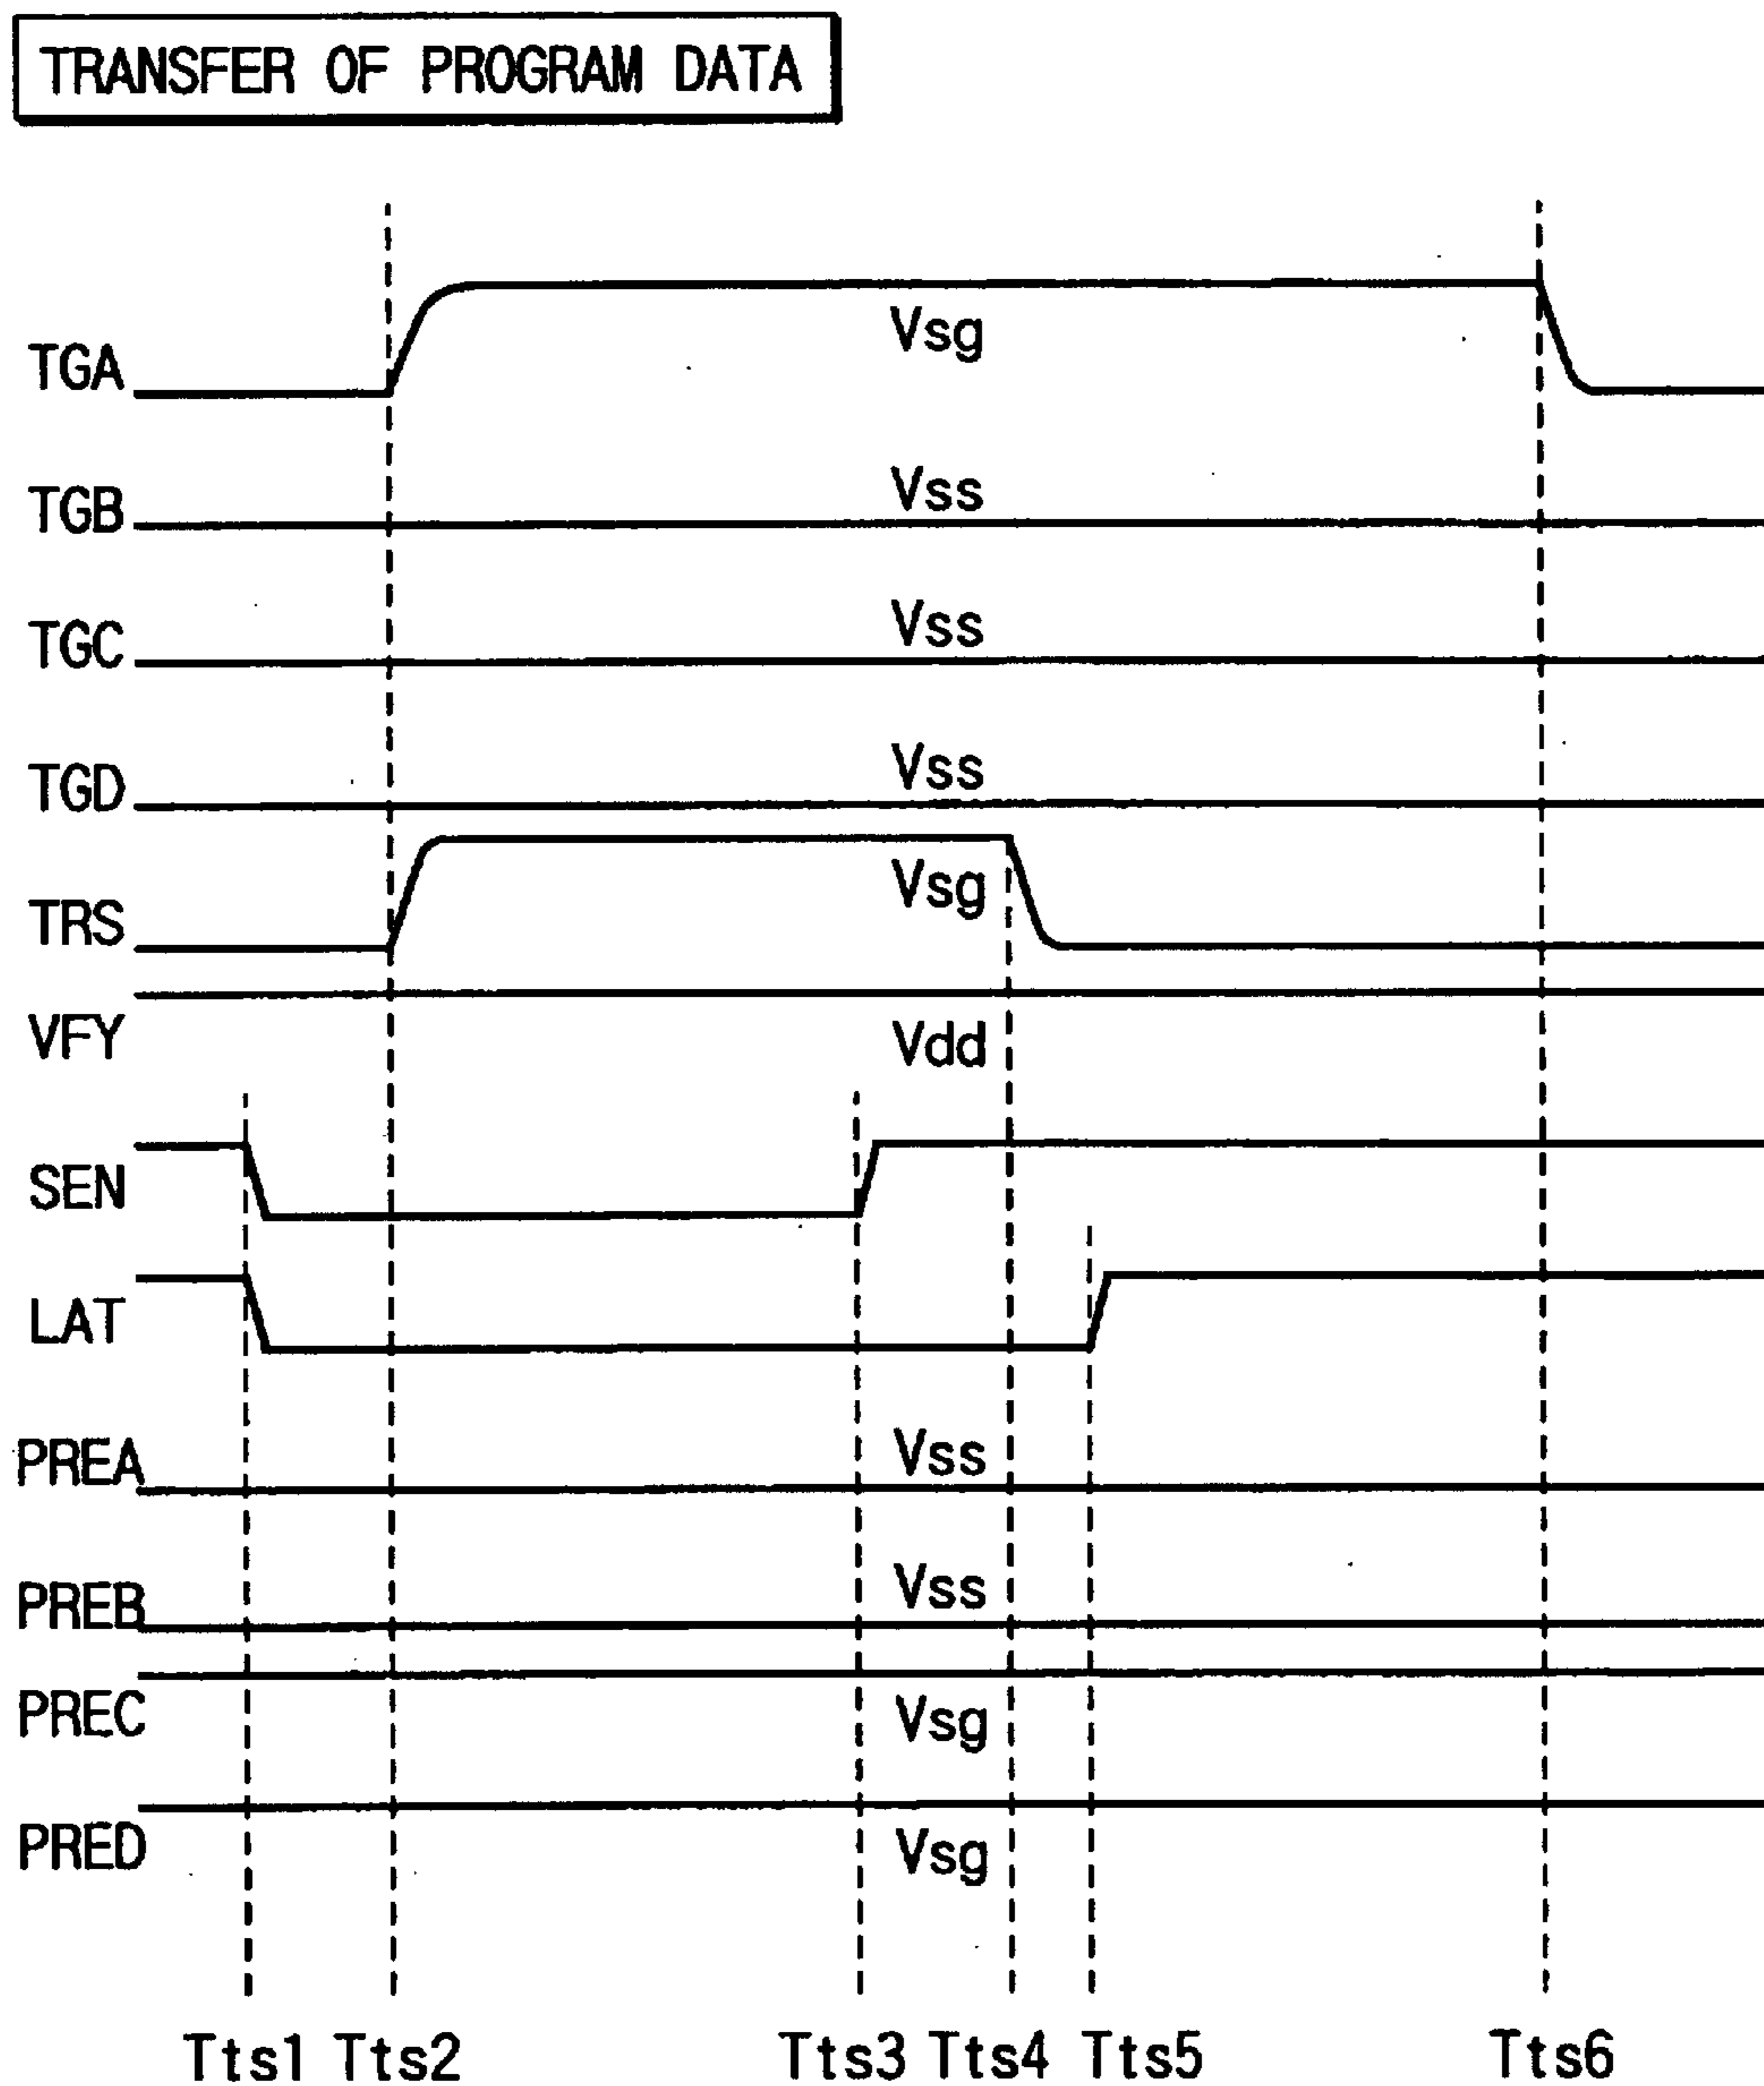 TRANSFER OF PROGRAM DATA
Vsg
TGA
Vss
TGB
Vss
TGC
Vss
TGD
Vsg
TRS
VFY
Vdd
SEN
LAT
Vss
PREA
Vss
PREB
PREC
Vsg
PRED
Vsg
Tts1 Tts2 Tts3 Tts4 Tts5 Tts6